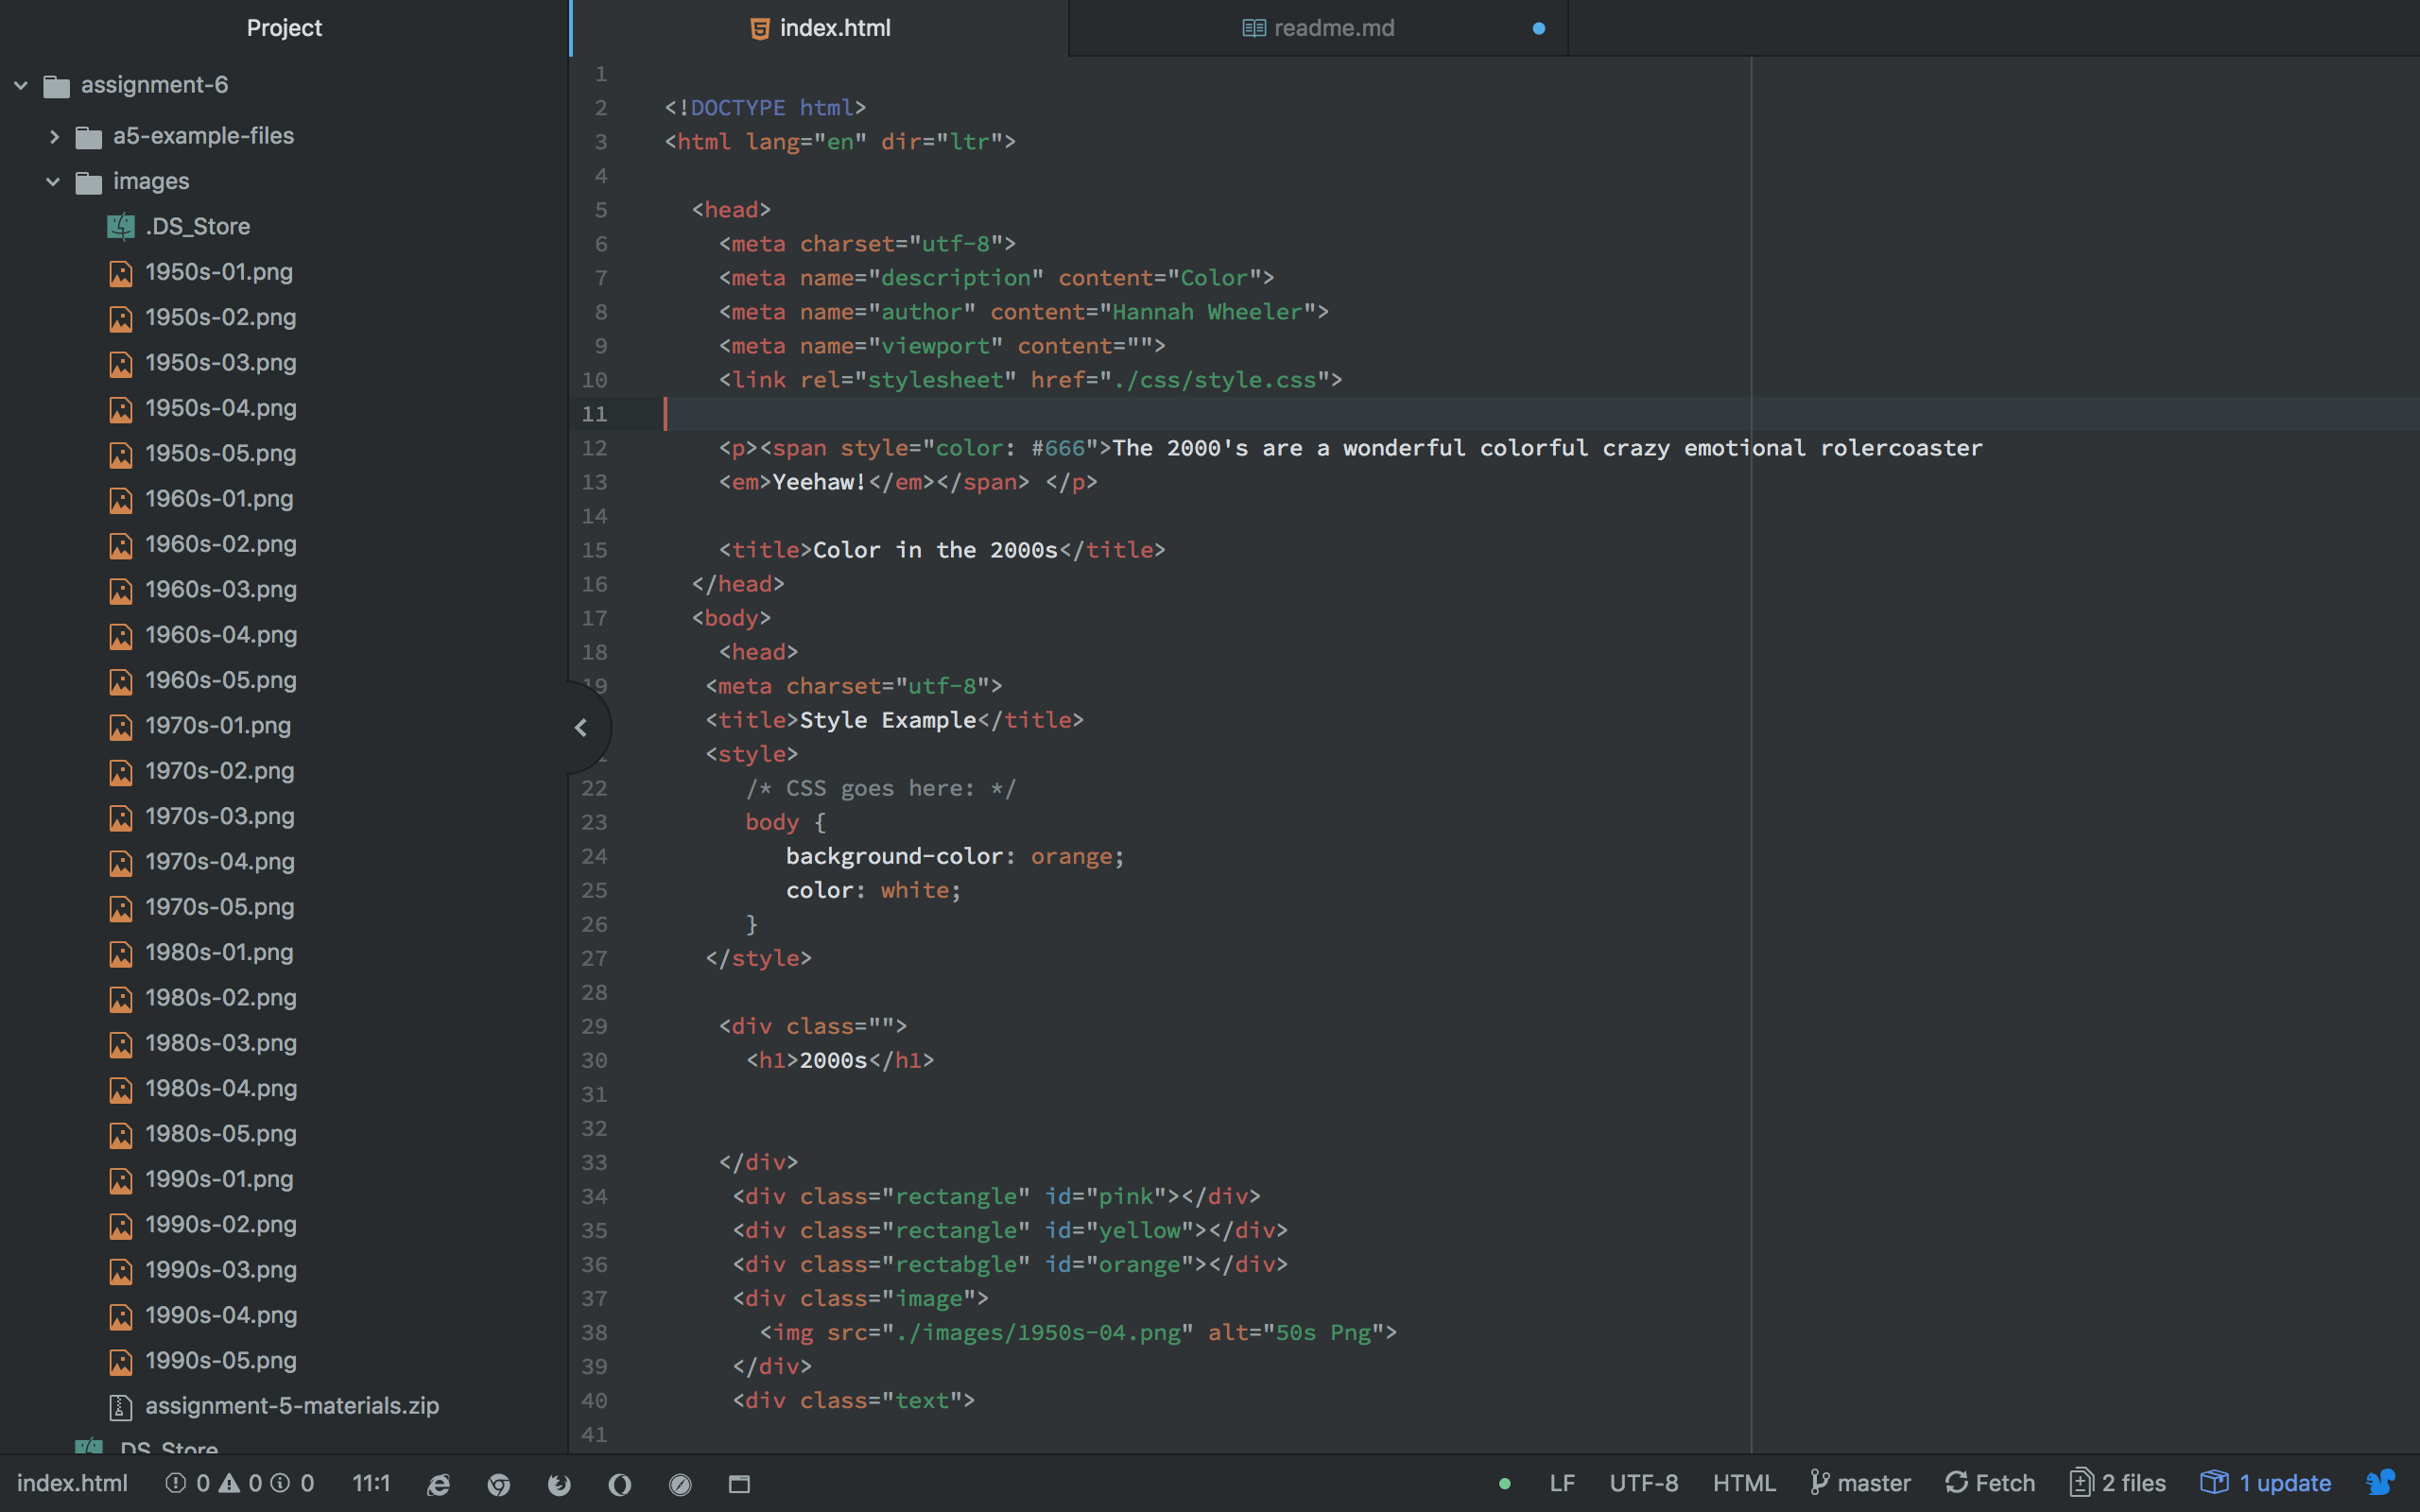 Project
assignment-6
a5-example-files
images
.DS_Store
1950s-01.png
1950s-02.png
1950s-03.png
1950s-04.png
1950s-05.png
1960s-01.png
1960s-02.png
1960s-03.png
1960s-04.png
1960s-05.png
1970s-01.png
1970s-02.png
1970s-03.png
1970s-04.png
1970s-05.png
1980s-01.png
1980s-02.png
1980s-03.png
1980s-04.png
1980s-05.png
1990s-01.png
1990s-02.png
1990s-03.png
1990s-04.png
1990s-05.png
assignment-5-materials.zip
.DS_Store
index.html
readme.md
1
2 <!DOCTYPE html>
3 <html lang="en" dir="ltr">
4
5 <head>
6 <meta charset="utf-8">
7 <meta name="description" content="Color">
8 <meta name="author" content="Hannah Wheeler">
9 <meta name="viewport" content="">
10 <link rel="stylesheet" href="./css/style.css">
11
12 <p><span style="color: #666">The 2000's are a wonderful colorful crazy emotional rolercoaster
13 <em>Yeehaw!</em></span> </p>
14
15 <title>Color in the 2000s</title>
16 </head>
17 <body>
18 <head>
19 <meta charset="utf-8">
<title>Style Example</title>
<style>
22 /* CSS goes here: */
23 body {
24 background-color: orange;
25 color: white;
26 }
27 </style>
28
29 <div class="">
30 <h1>2000s</h1>
31
32
33 </div>
34 <div class="rectangle" id="pink"></div>
35 <div class="rectangle" id="yellow"></div>
36 <div class="rectabgle" id="orange"></div>
37 <div class="image">
38 <img src="./images/1950s-04.png" alt="50s Png">
39 </div>
40 <div class="text">
41
index.html 0 0 0 11:1 LF UTF-8 HTML master Fetch 2 files 1 update